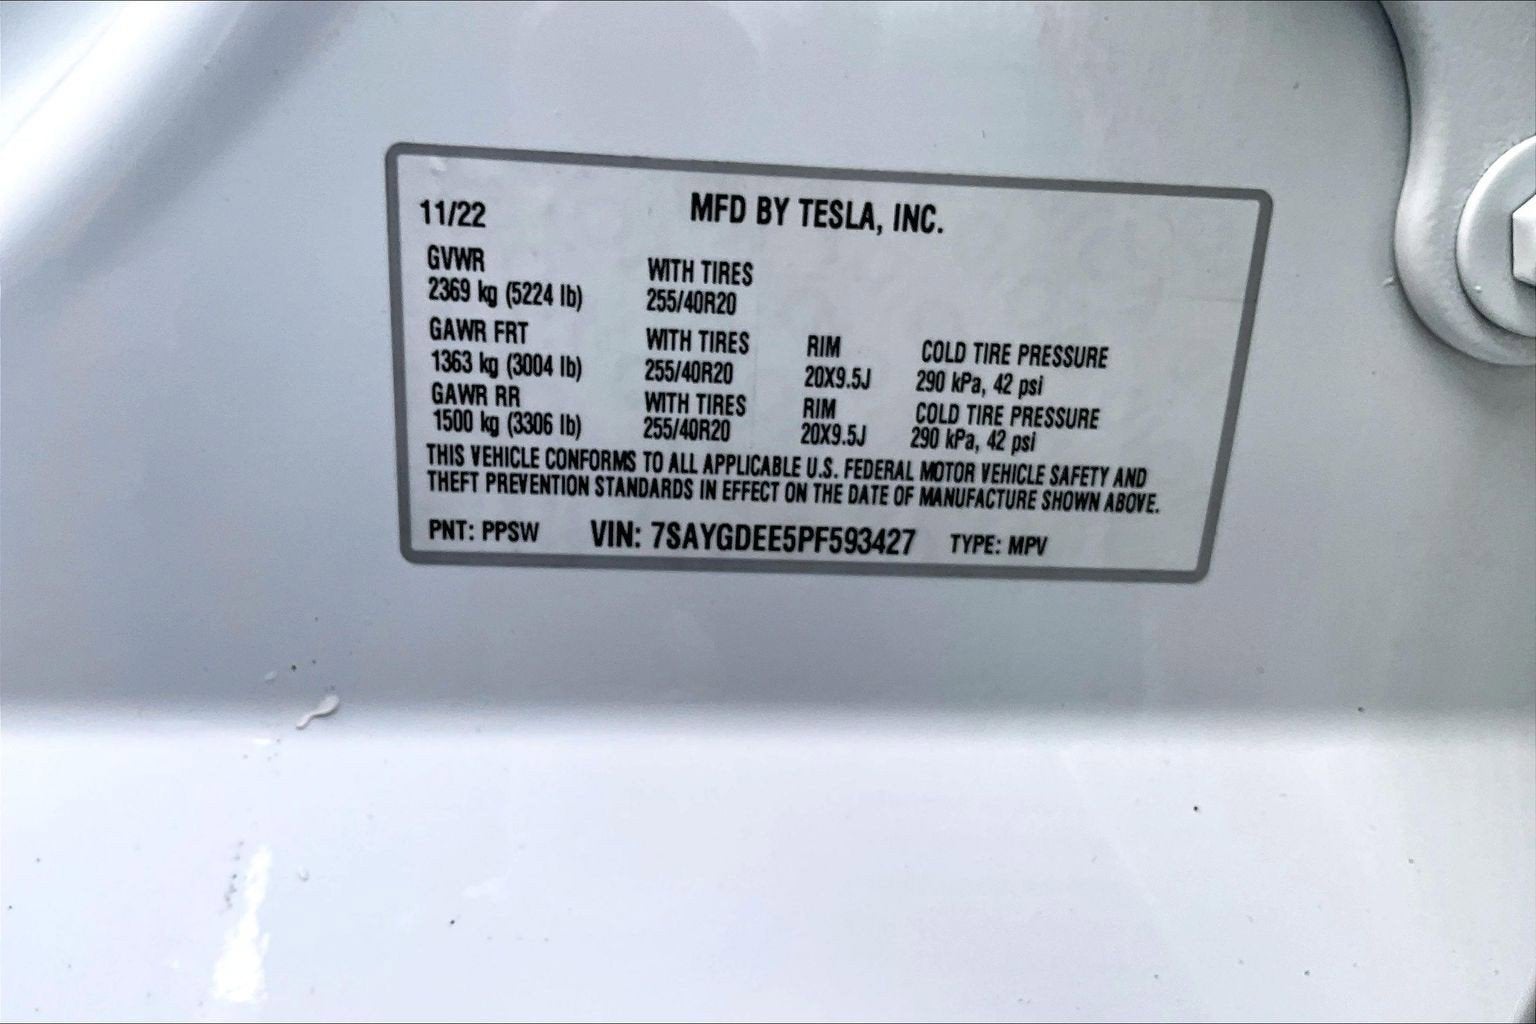 11/22 MFD BY TESLA, INC.
GVWR WITH TIRES
2369 kg (5224 lb) 255/40R20
GAWR FRT WITH TIRES RIM COLD TIRE PRESSURE
1363 kg (3004 lb) 255/40R20 20X9.5J 290 kPa, 42 psi
GAWR RR WITH TIRES RIM COLD TIRE PRESSURE
1500 kg (3306 lb) 255/40R20 20X9.5J 290 kPa, 42 psi
THIS VEHICLE CONFORMS TO ALL APPLICABLE U.S. FEDERAL MOTOR VEHICLE SAFETY AND
THEFT PREVENTION STANDARDS IN EFFECT ON THE DATE OF MANUFACTURE SHOWN ABOVE.
PNT: PPSW VIN: 7SAYGDEE5PF593427 TYPE: MPV